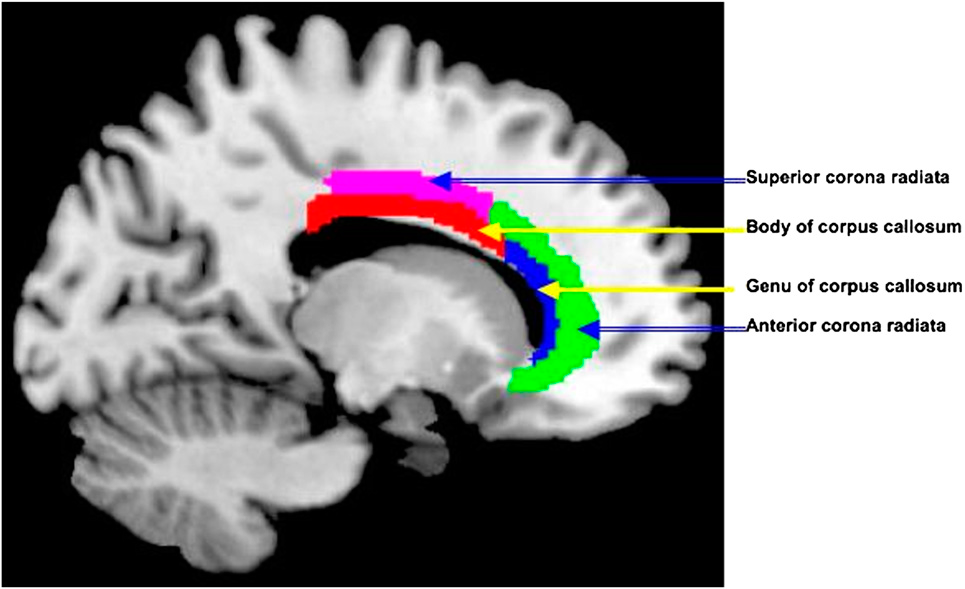 Superior corona radiata
Body of corpus callosum
Genu of corpus callosum
Anterior corona radiata